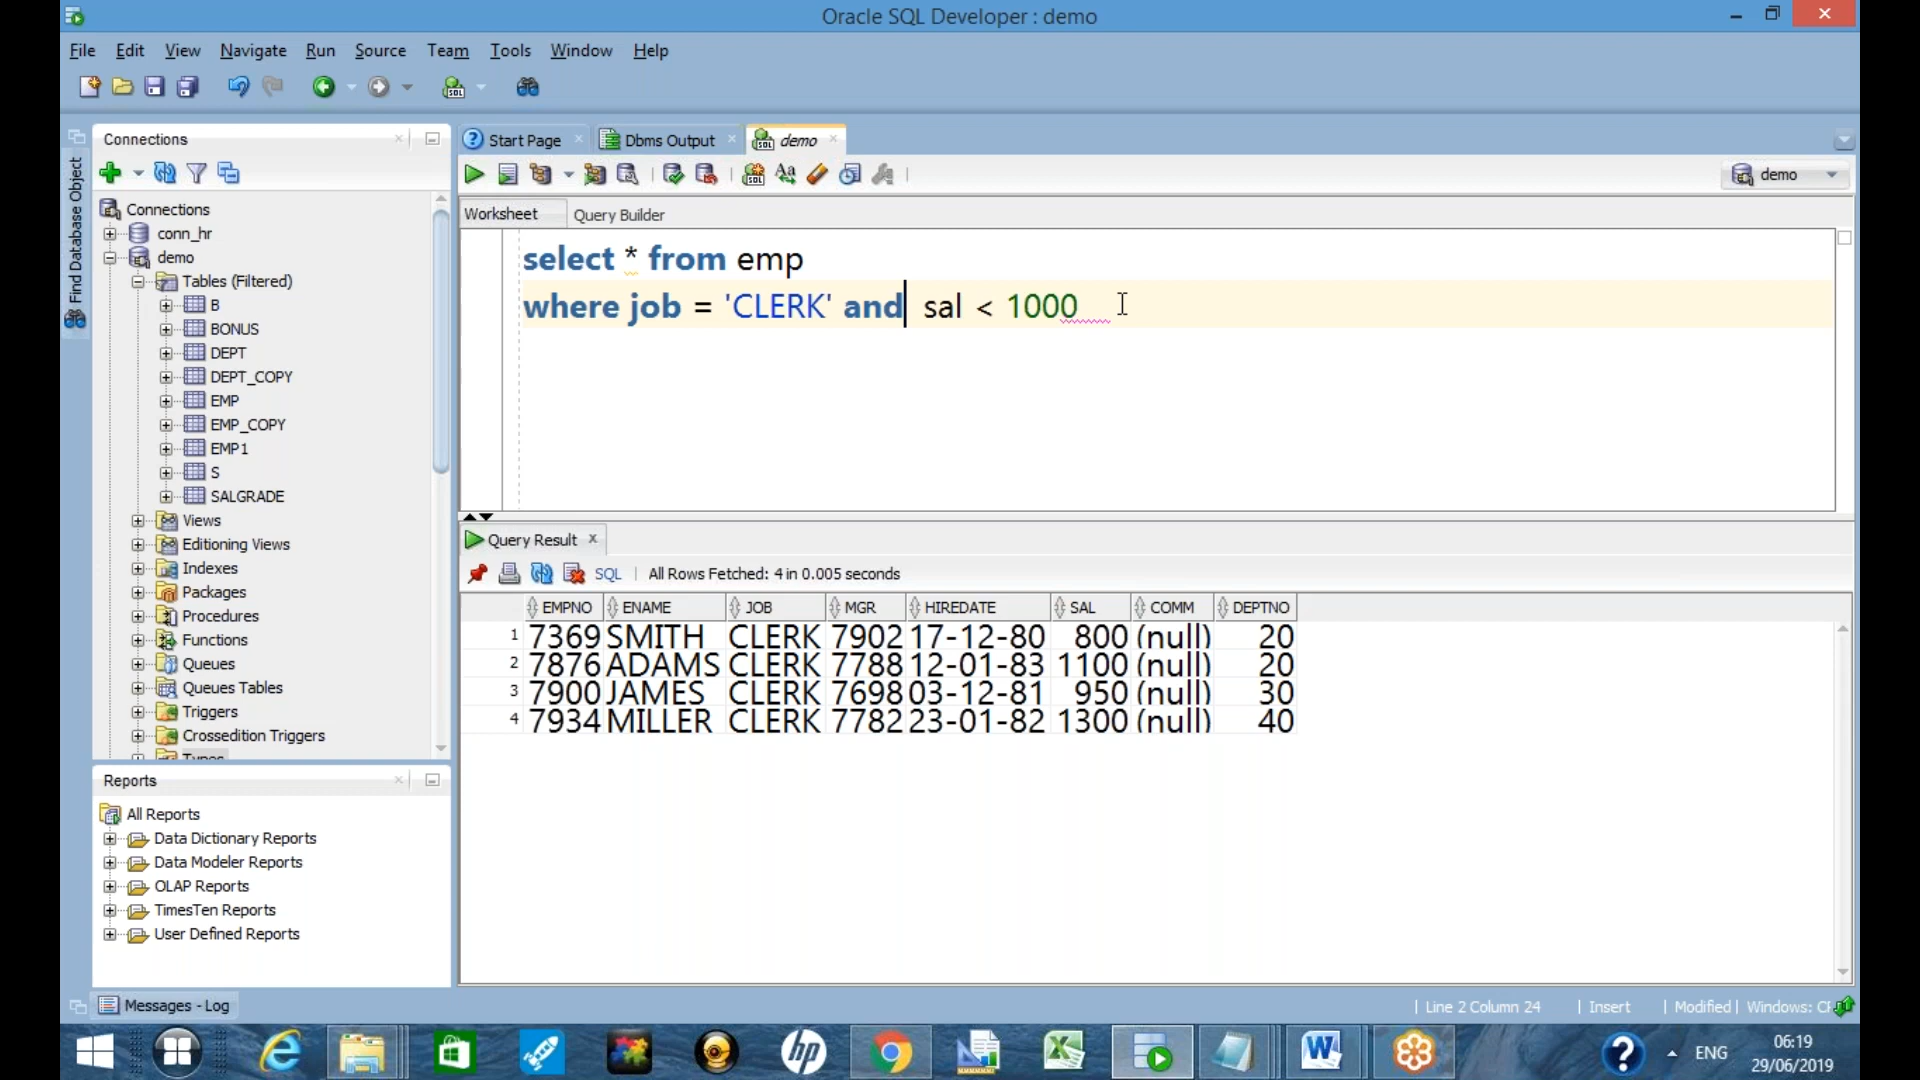 Oracle SQL Developer : demo
File Edit View Navigate Run Source Team Tools Window Help
Find Database Object
Connections
Connections
conn_hr
demo
Tables (Filtered)
B
BONUS
DEPT
DEPT_COPY
EMP
EMP_COPY
EMP1
S
SALGRADE
Views
Editioning Views
Indexes
Packages
Procedures
Functions
Queues
Queues Tables
Triggers
Crossedition Triggers
Types
Reports
All Reports
Data Dictionary Reports
Data Modeler Reports
OLAP Reports
TimesTen Reports
User Defined Reports
Start Page Dbms Output demo
demo
Worksheet Query Builder
select * from emp
where job = 'CLERK' and sal < 1000
Query Result
SQL All Rows Fetched: 4 in 0.005 seconds
EMPNO ENAME JOB MGR HIREDATE SAL COMM DEPTNO
1 7369 SMITH CLERK 7902 17-12-80 800 (null) 20
2 7876 ADAMS CLERK 7788 12-01-83 1100 (null) 20
3 7900 JAMES CLERK 7698 03-12-81 950 (null) 30
4 7934 MILLER CLERK 7782 23-01-82 1300 (null) 40
Messages - Log
Line 2 Column 24 Insert Modified Windows:
ENG 06:19
29/06/2019